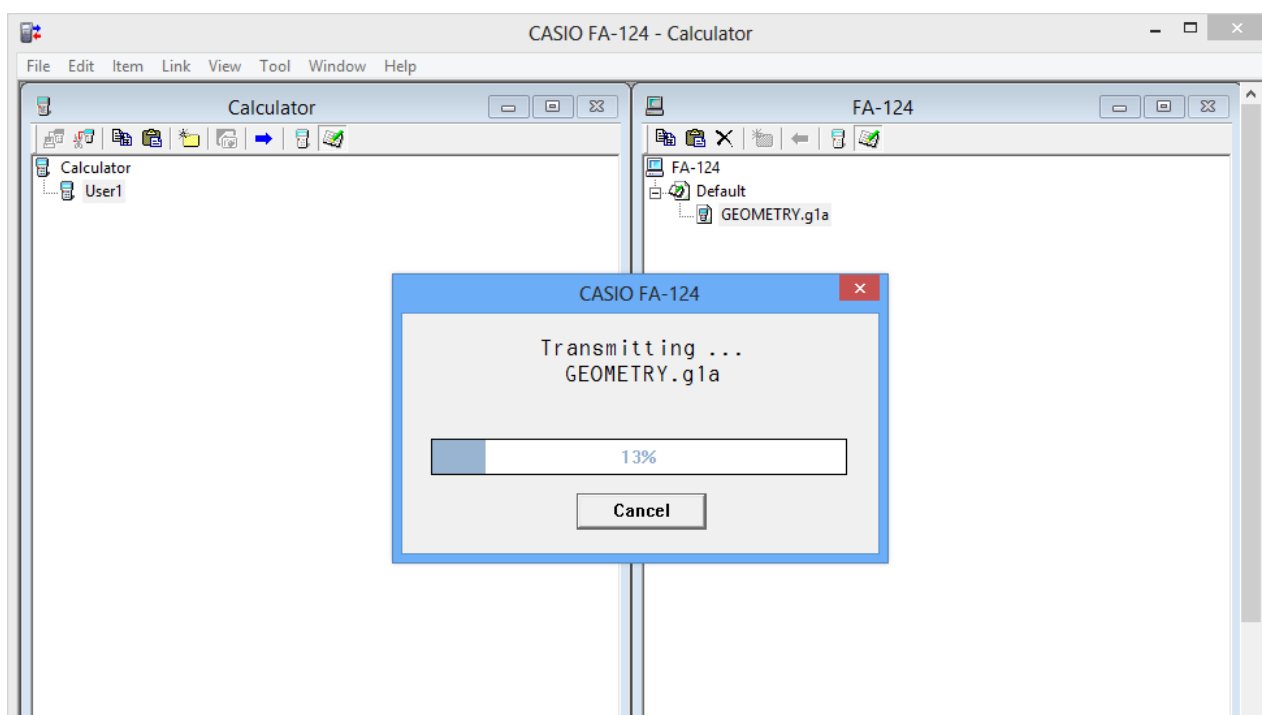 CASIO FA-124 - Calculator
File Edit Item Link View Tool Window Help
Calculator
Calculator
User1
FA-124
FA-124
Default
GEOMETRY.g1a
CASIO FA-124
Transmitting ...
GEOMETRY.g1a
13%
Cancel